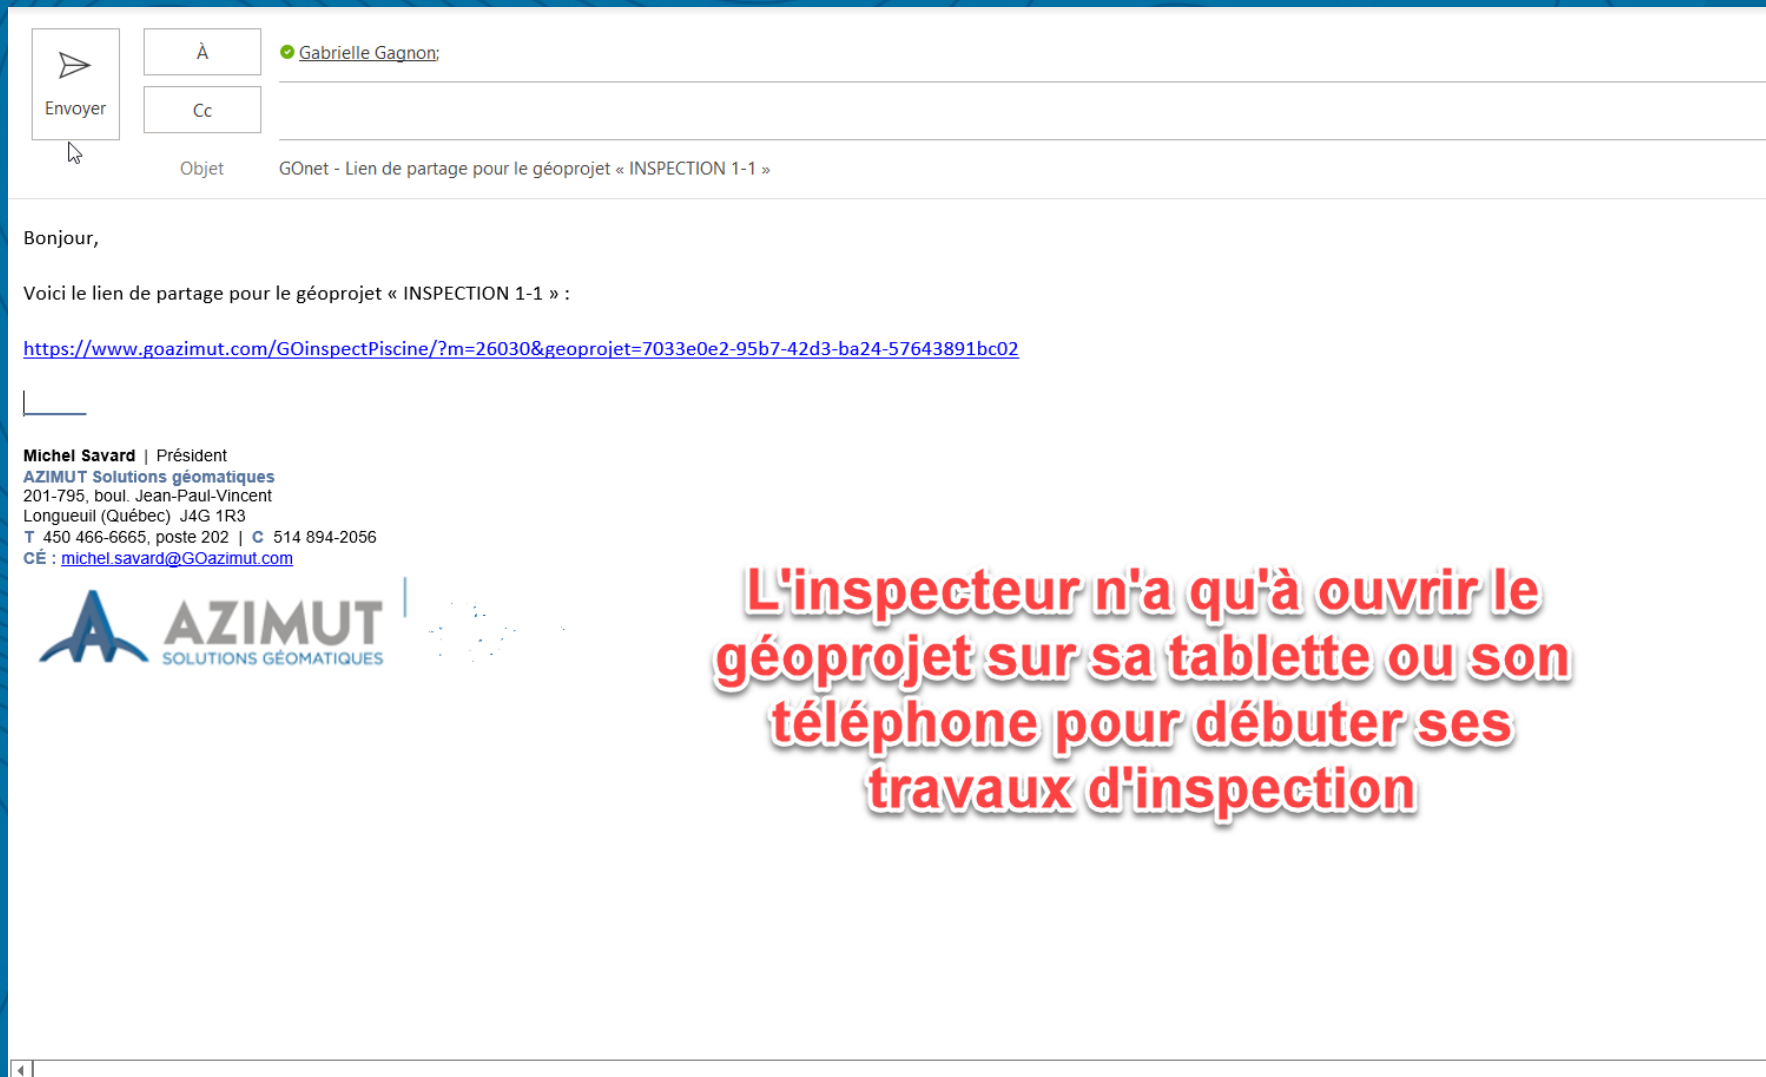 Envoyer
À
Gabrielle Gagnon;
Cc
Objet
GOnet - Lien de partage pour le géoprojet « INSPECTION 1-1 »
Bonjour,
Voici le lien de partage pour le géoprojet « INSPECTION 1-1 » :
https://www.goazimut.com/GOinspectPiscine/?m=26030&geoprojet=7033e0e2-95b7-42d3-ba24-57643891bc02
Michel Savard | Président
AZIMUT Solutions géomatiques
201-795, boul. Jean-Paul-Vincent
Longueuil (Québec) J4G 1R3
T 450 466-6665, poste 202 | C 514 894-2056
CÉ : michel.savard@GOazimut.com
AZIMUT
SOLUTIONS GÉOMATIQUES
L'inspecteur n'a qu'à ouvrir le
géoprojet sur sa tablette ou son
téléphone pour débuter ses
travaux d'inspection